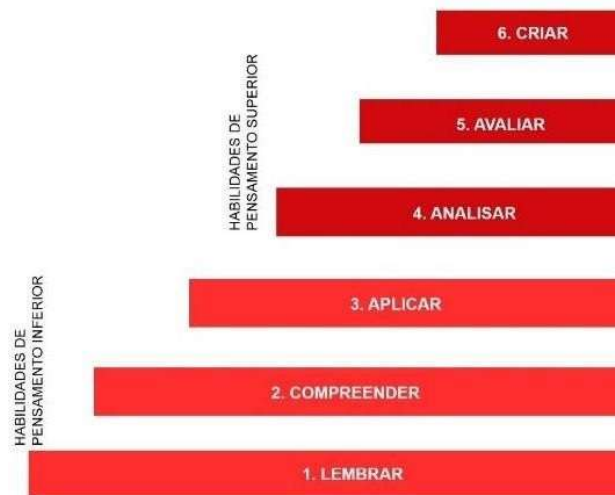 6. CRIAR
5. AVALIAR
HABILIDADES DE
PENSAMENTO SUPERIOR
4. ANALISAR
3. APLICAR
HABILIDADES DE
PENSAMENTO INFERIOR
2. COMPREENDER
1. LEMBRAR